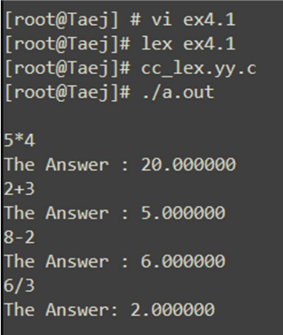 [root@Taej] # vi ex4.1
[root@Taej]# lex ex4.1
[root@Taej]# cc_lex.yy.c
[root@Taej]# ./a.out
5*4
The Answer : 20.000000
2+3
The Answer : 5.000000
8-2
The Answer : 6.000000
6/3
The Answer: 2.000000